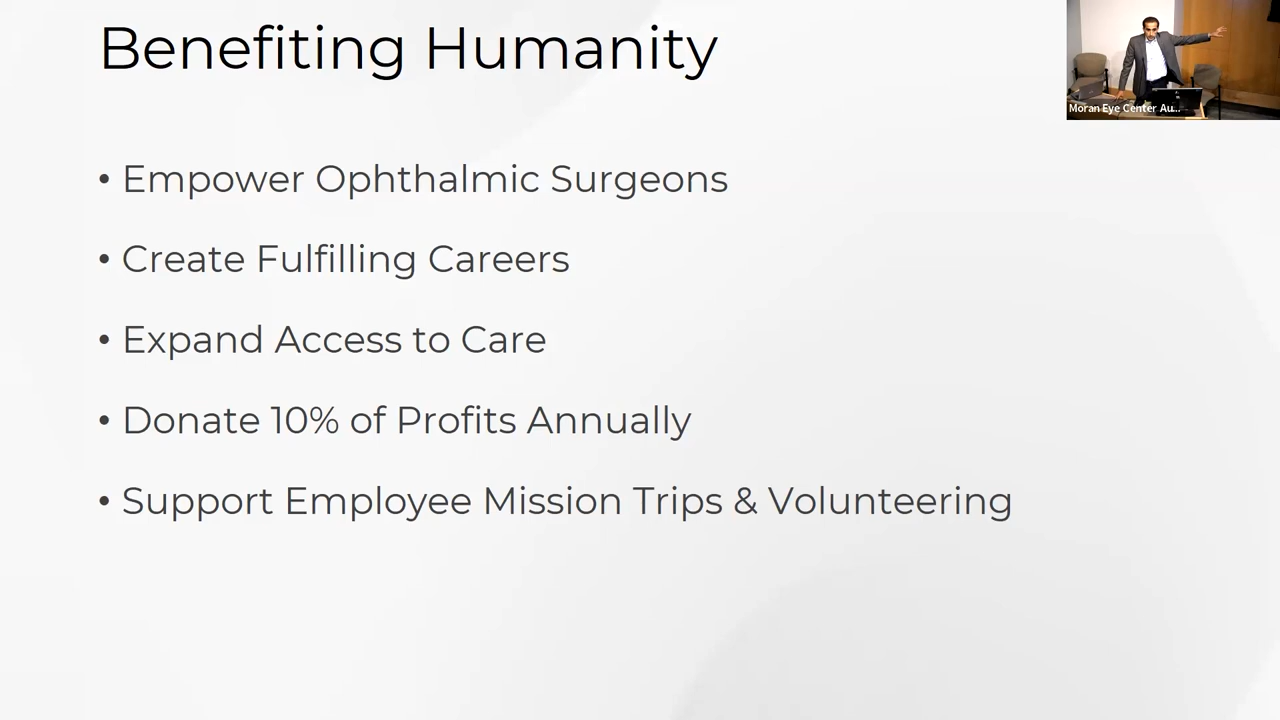 Benefiting Humanity
Moran Eye Center Au...
• Empower Ophthalmic Surgeons
• Create Fulfilling Careers
• Expand Access to Care
• Donate 10% of Profits Annually
• Support Employee Mission Trips & Volunteering